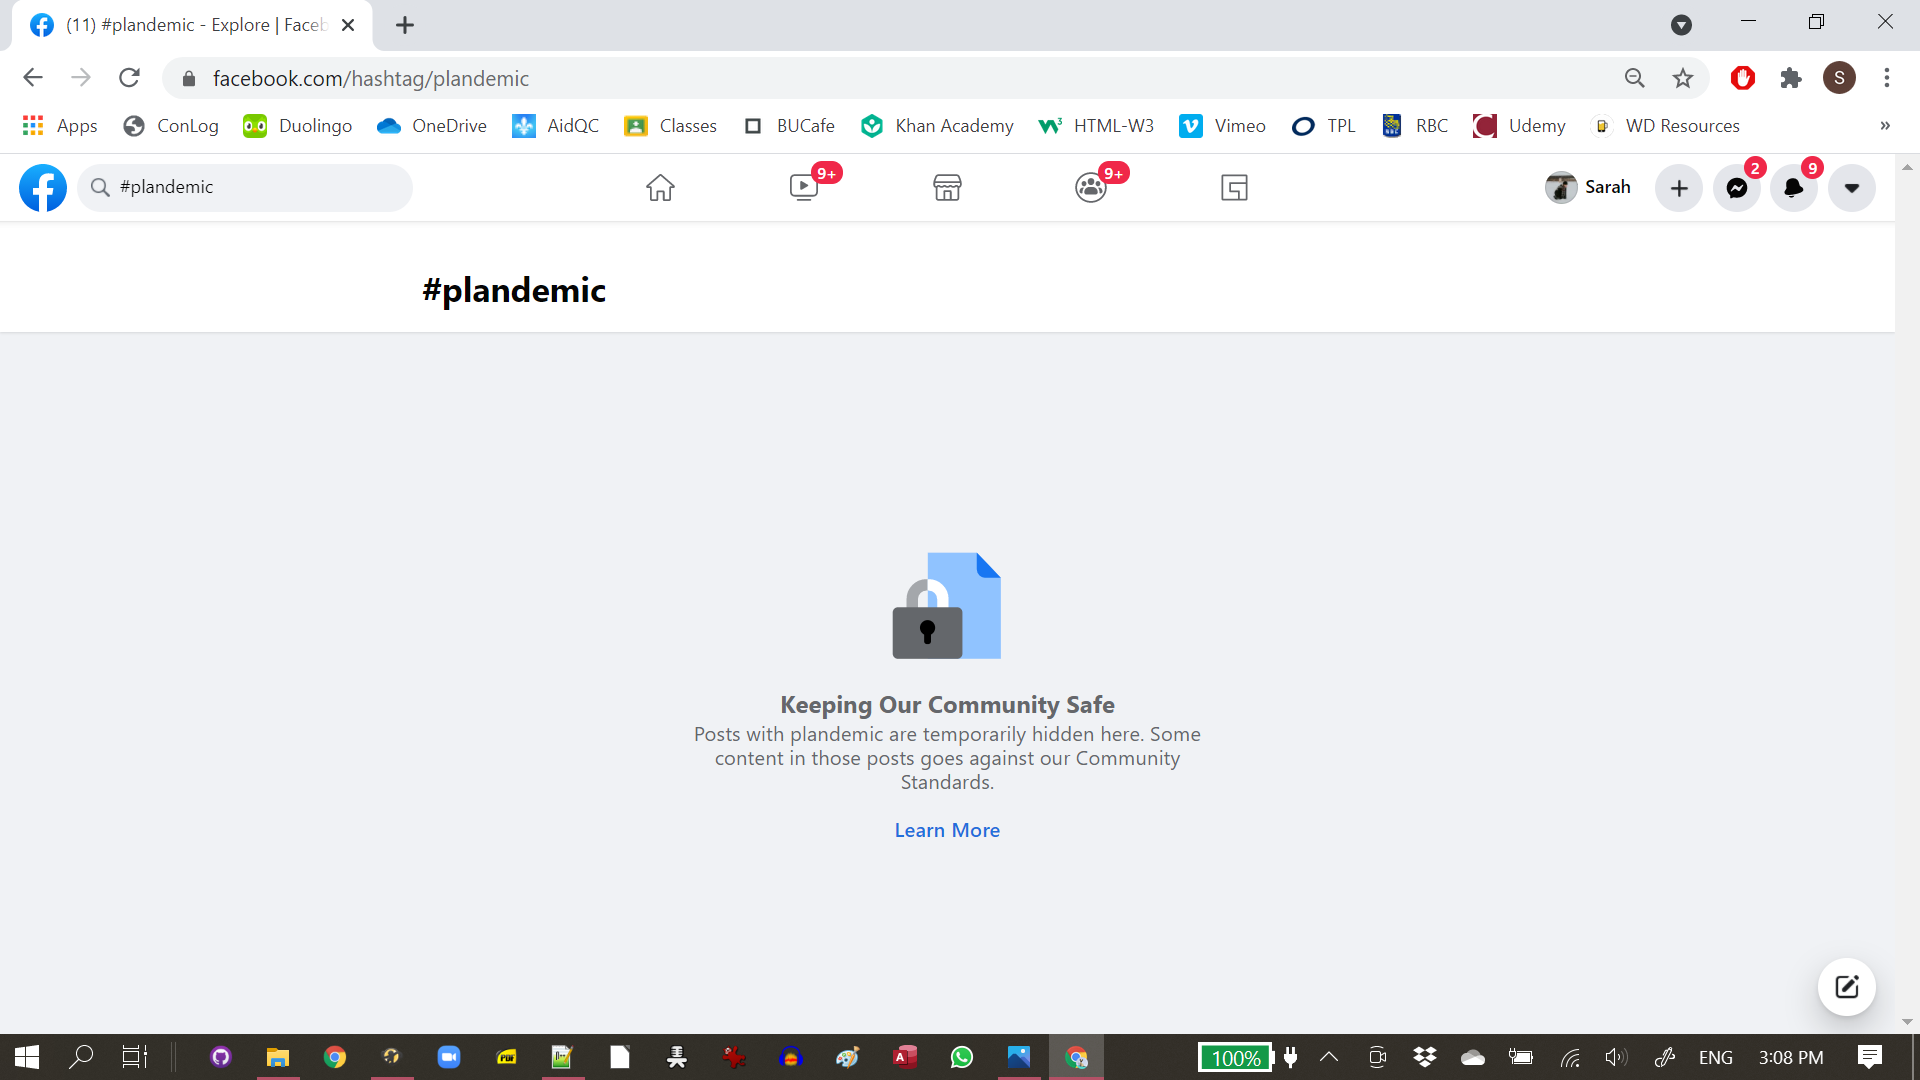 (11) #plandemic - Explore | Faceb
facebook.com/hashtag/plandemic
S
Apps ConLog Duolingo OneDrive AidQC Classes BUCafe Khan Academy HTML-W3 Vimeo TPL RBC Udemy WD Resources »
#plandemic 9+ 9+ Sarah 2 9
#plandemic
Keeping Our Community Safe
Posts with plandemic are temporarily hidden here. Some
content in those posts goes against our Community
Standards.
Learn More
100% ENG 3:08 PM